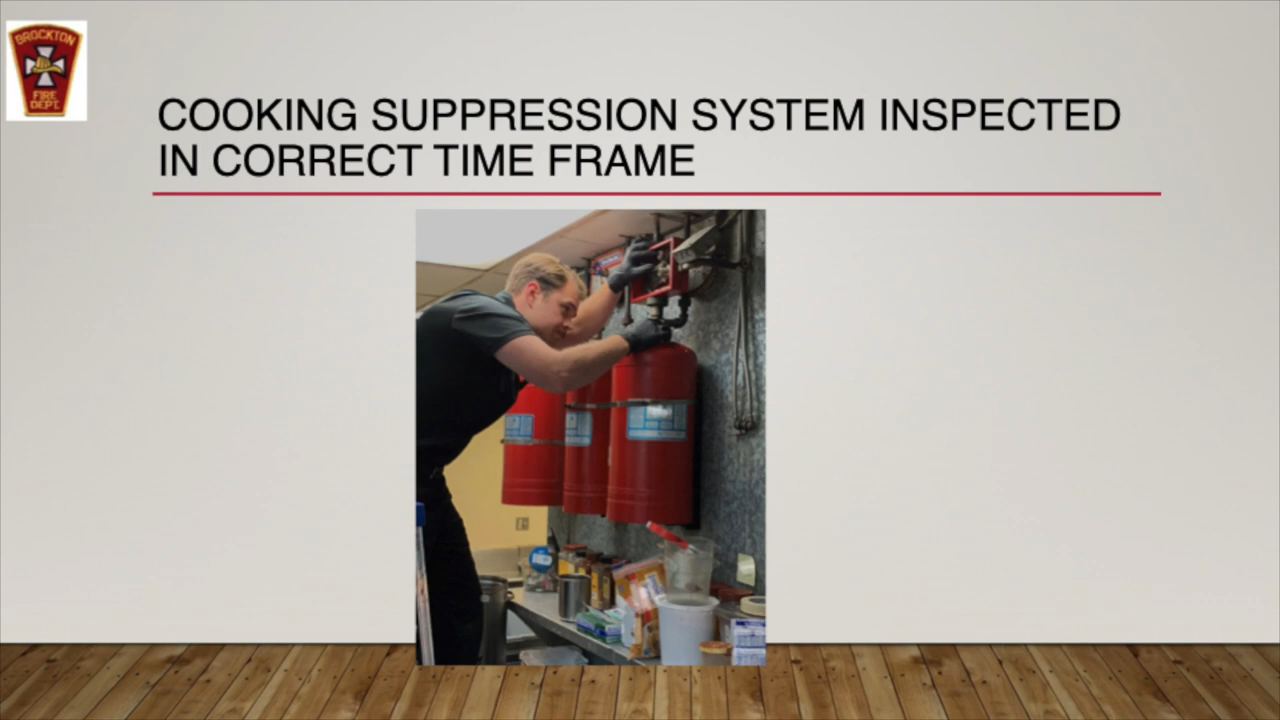 BROCKTON
FIRE
DEPT.
COOKING SUPPRESSION SYSTEM INSPECTED
IN CORRECT TIME FRAME